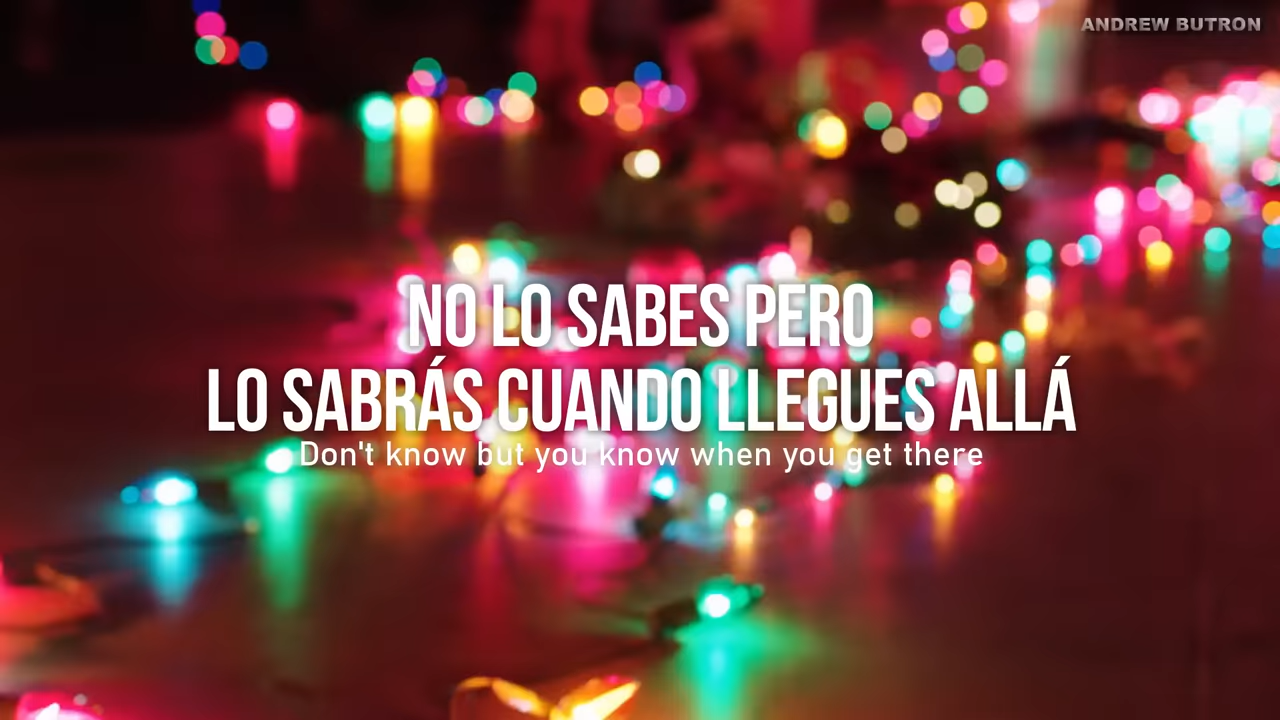 ANDREW BUTRON
NO LO SABES PERO
LO SABRÁS CUANDO LLEGUES ALLÁ
Don't know but you know when you get there